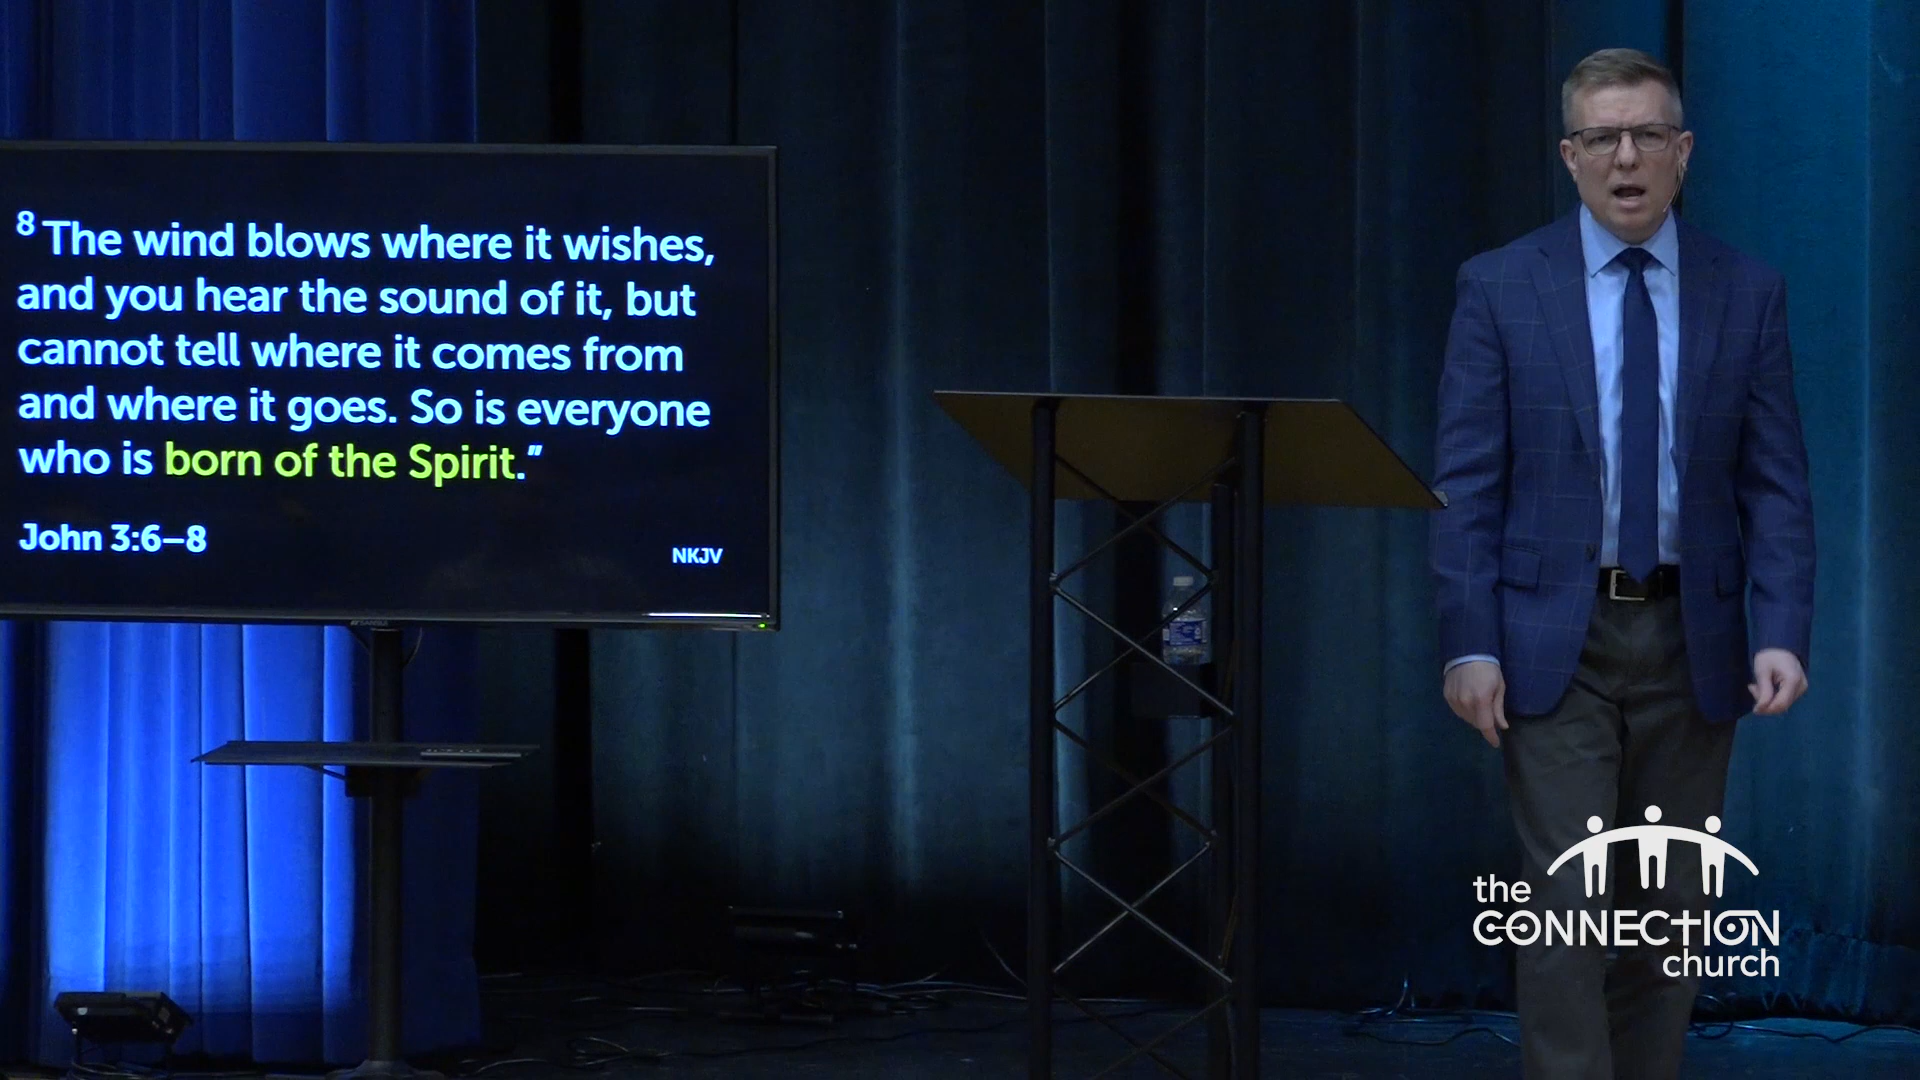 8 The wind blows where it wishes,
and you hear the sound of it, but
cannot tell where it comes from
and where it goes. So is everyone
who is born of the Spirit.”
John 3:6–8
NKJV
the
CONNECTION
church